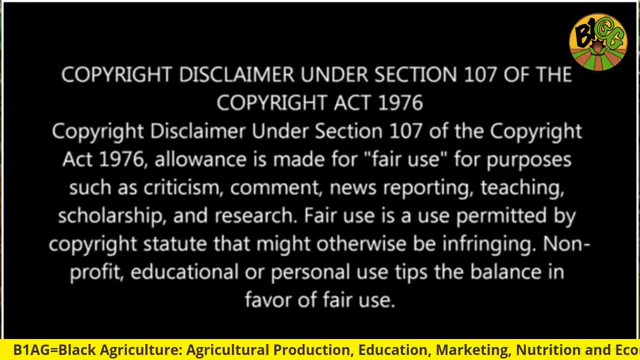 B1AG
COPYRIGHT DISCLAIMER UNDER SECTION 107 OF THE
COPYRIGHT ACT 1976
Copyright Disclaimer Under Section 107 of the Copyright
Act 1976, allowance is made for "fair use" for purposes
such as criticism, comment, news reporting, teaching,
scholarship, and research. Fair use is a use permitted by
copyright statute that might otherwise be infringing. Non-
profit, educational or personal use tips the balance in
favor of fair use.
B1AG=Black Agriculture: Agricultural Production, Education, Marketing, Nutrition and Eco